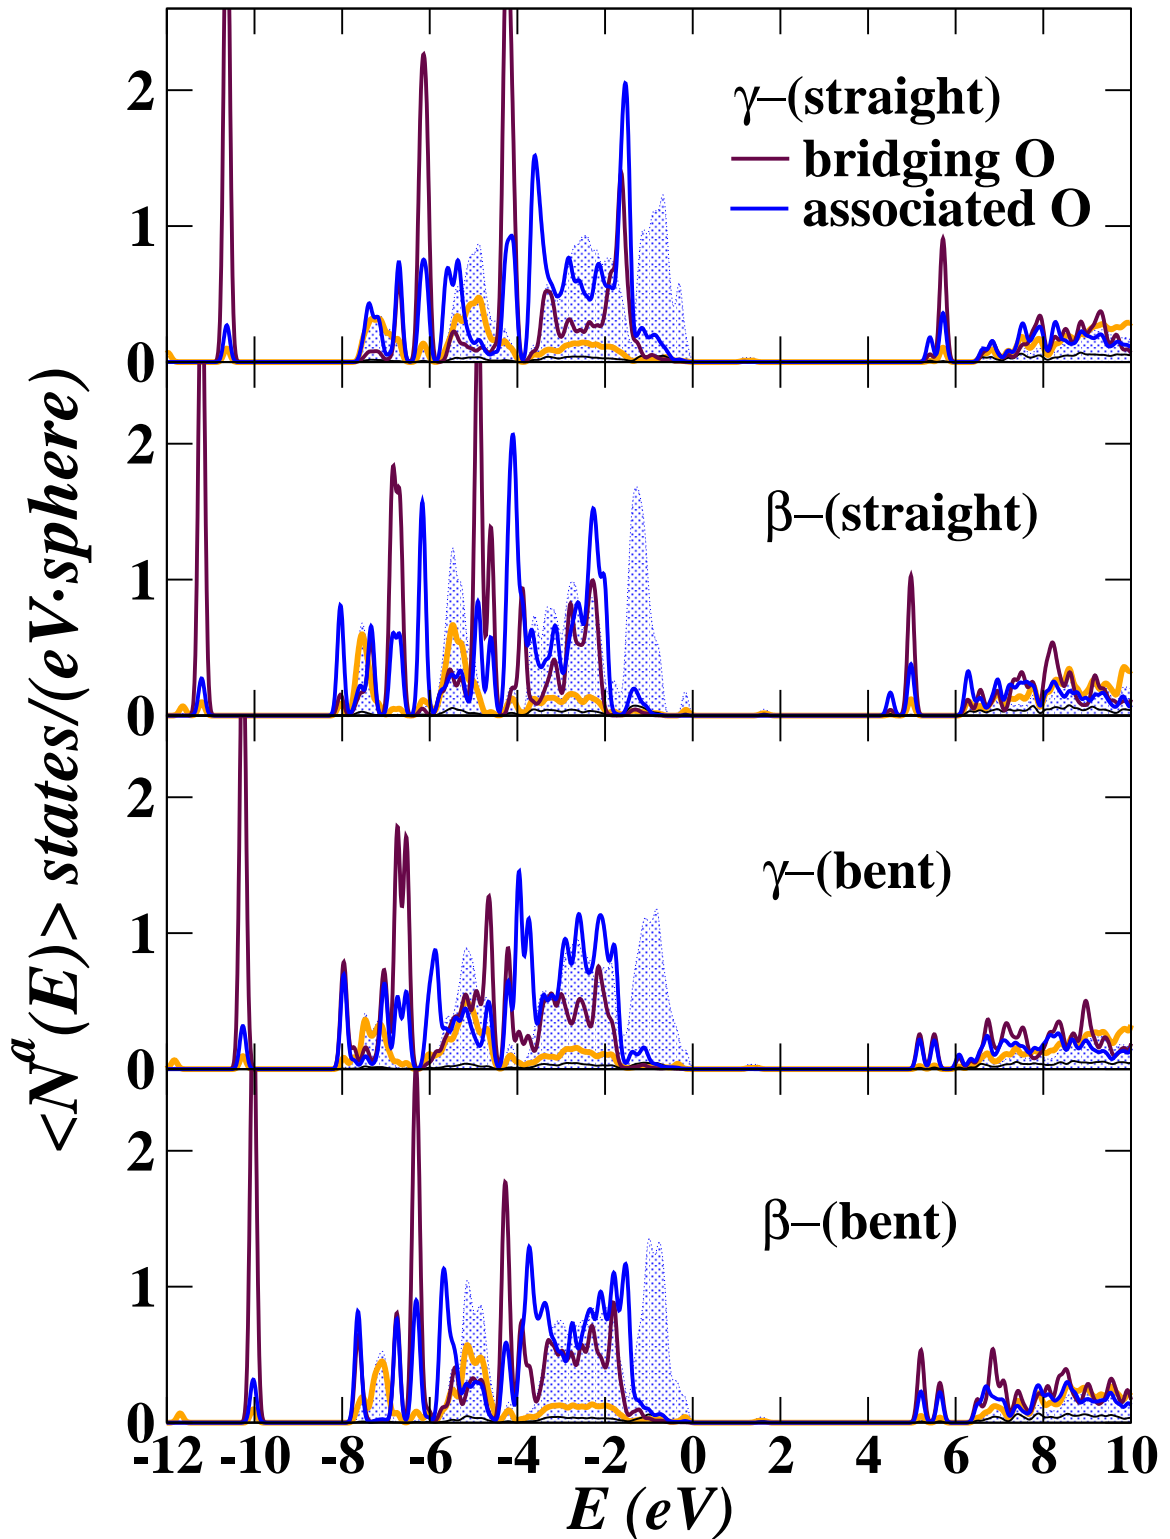 2
γ–(straight)
bridging O
associated O
1
0
2
β–(straight)
1
0
2
γ–(bent)
1
0
2
β–(bent)
1
0
-12 -10 -8 -6 -4 -2 0 2 4 6 8 10
E (eV)
<N^a(E)> states/(eV·sphere)